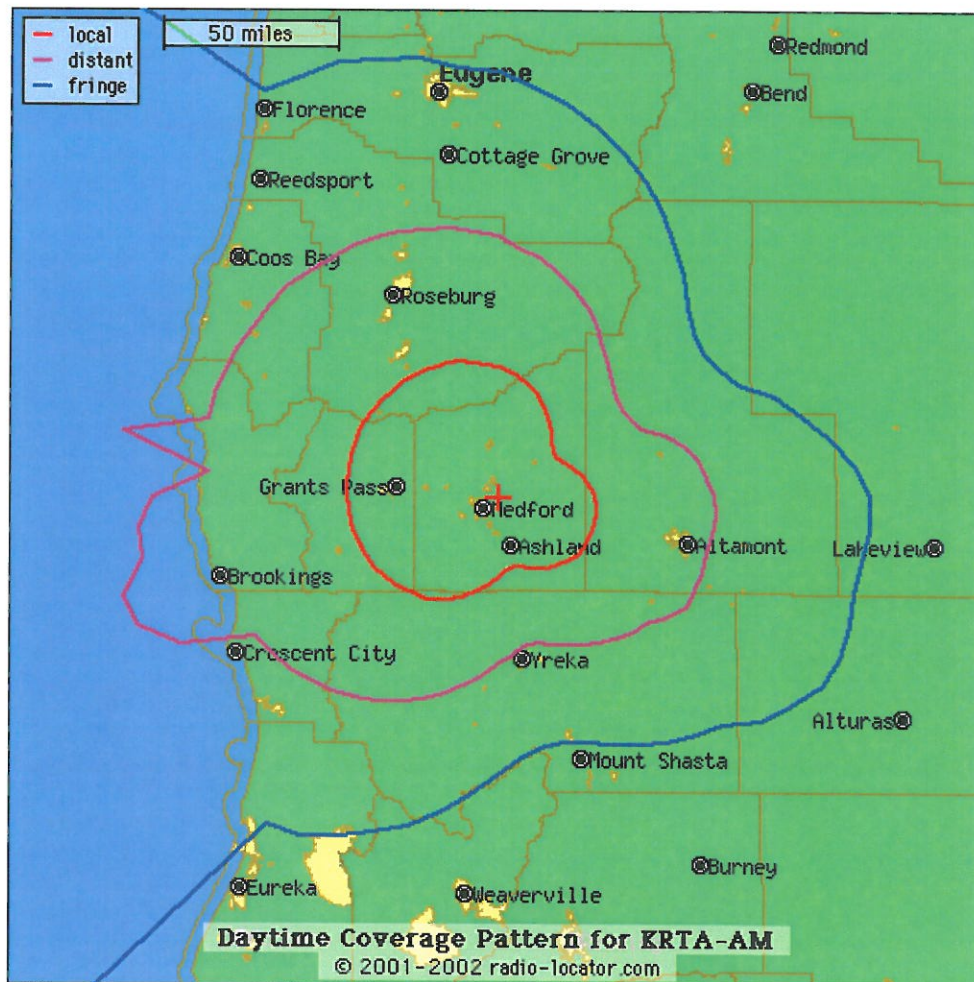 local
distant
fringe
50 miles
Redmond
Eugene
Bend
Florence
Cottage Grove
Reedsport
Coos Bay
Roseburg
Grants Pass
Medford
Ashland
Altamont
Lakeview
Brookings
Crescent City
Yreka
Alturas
Mount Shasta
Burney
Eureka
Weaverville
Daytime Coverage Pattern for KRTA-AM
© 2001-2002 radio-locator.com